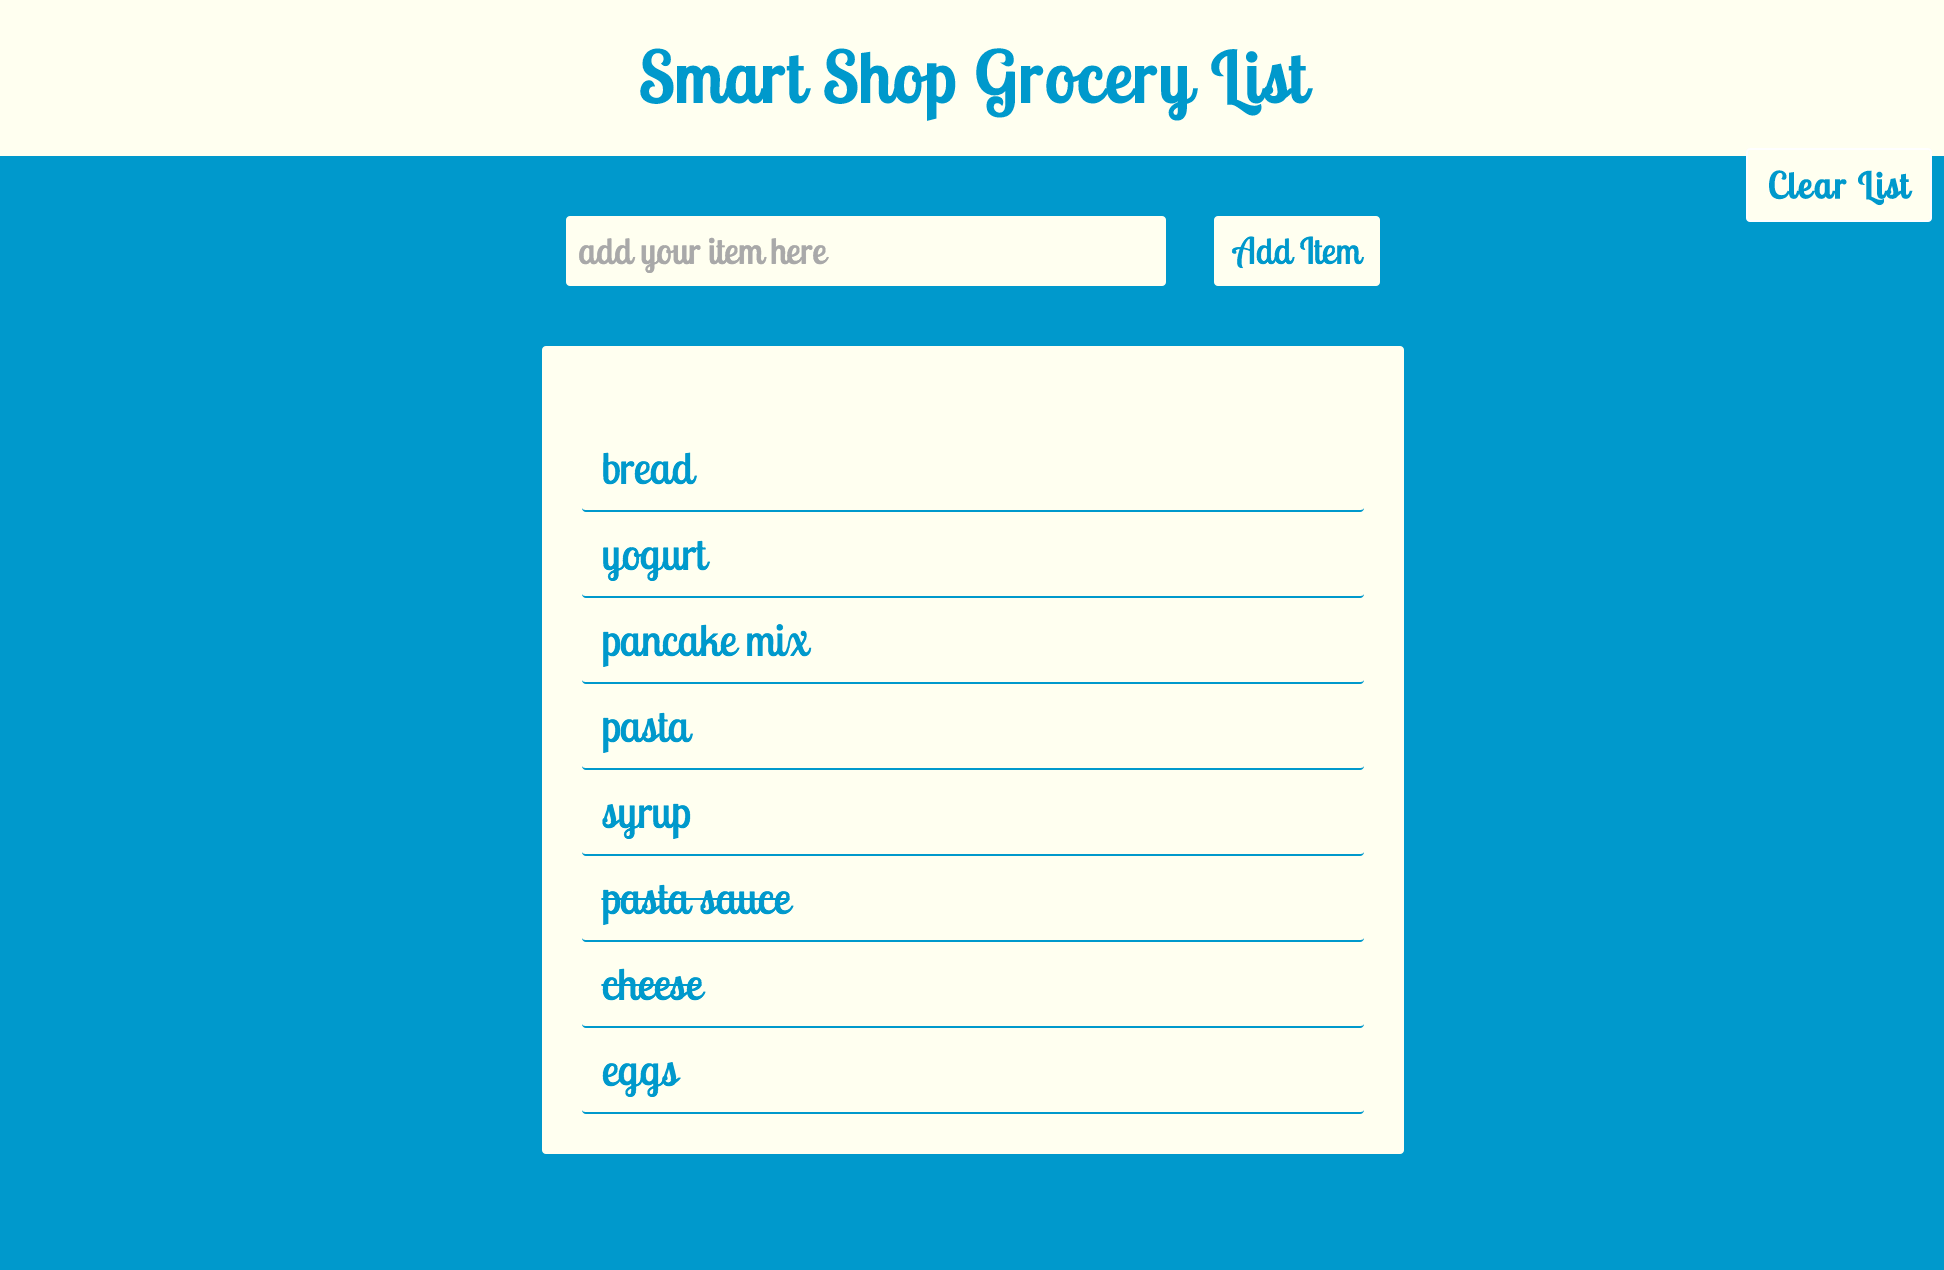 Smart Shop Grocery List
Clear List
add your item here
Add Item
bread
yogurt
pancake mix
pasta
syrup
pasta sauce
cheese
eggs